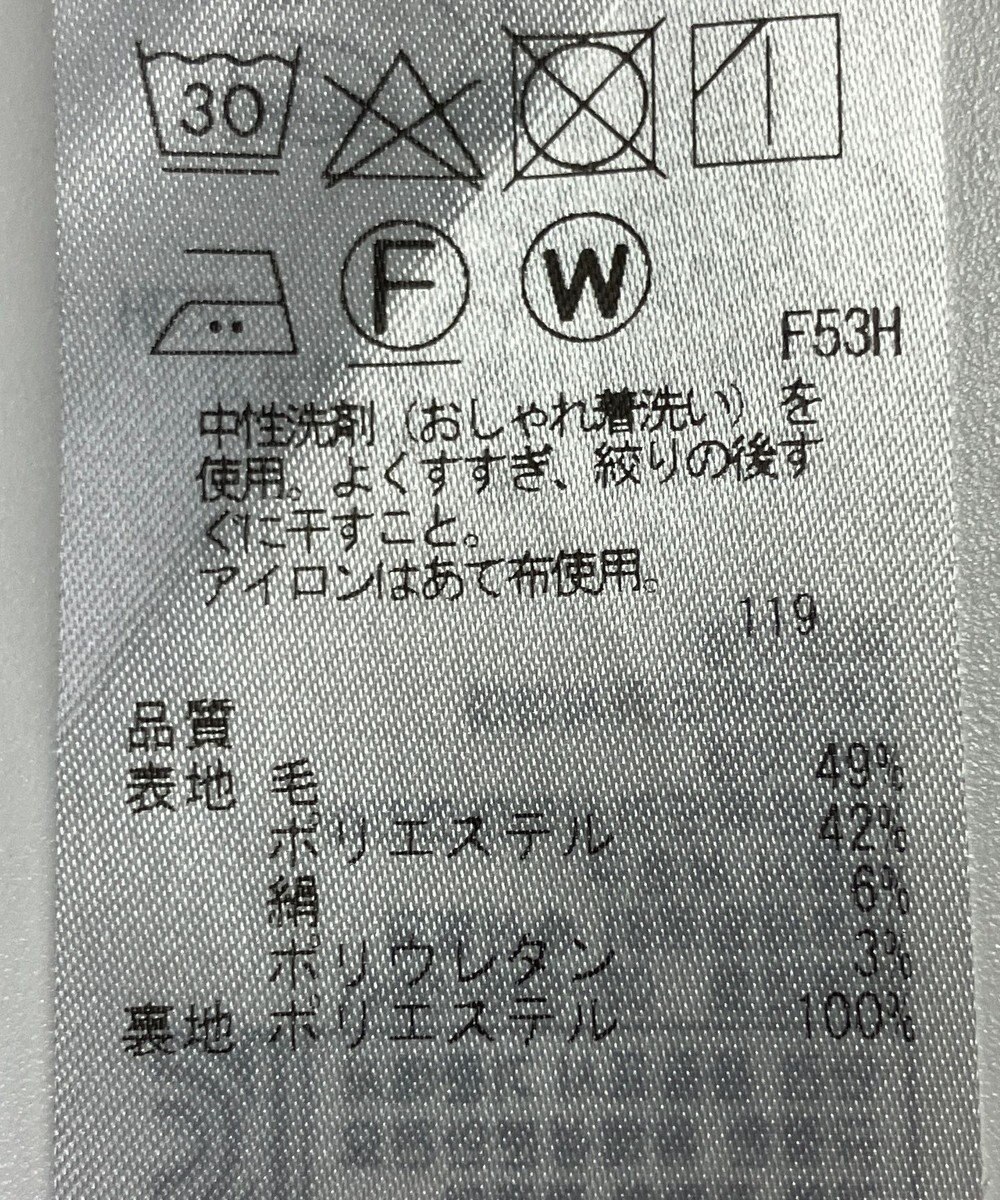 30
F
W
F53H
中性洗剤（おしゃれ着洗い）を
使用。よくすすぎ、絞りの後す
ぐに干すこと。
アイロンはあて布使用。
119
品質
表地 毛 49%
ポリエステル 42%
絹 6%
ポリウレタン 3%
裏地 ポリエステル 100%